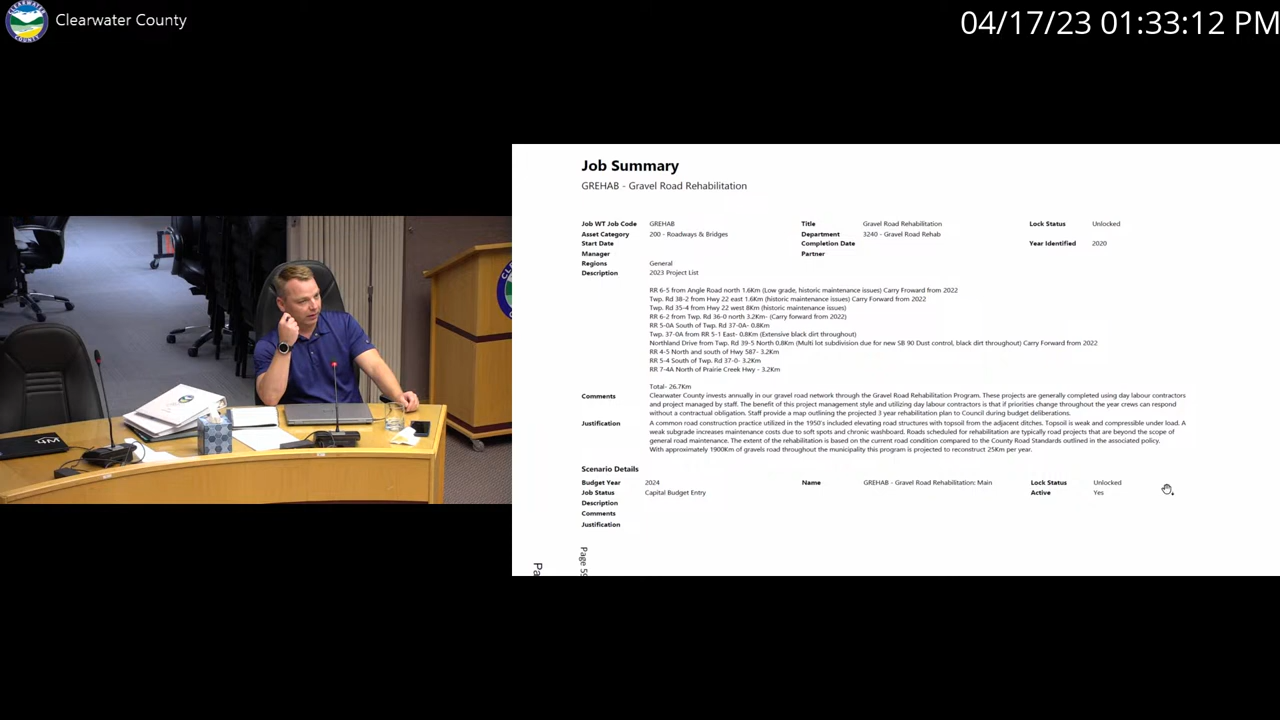 Clearwater County
04/17/23 01:33:12 PM
Job Summary
GREHAB - Gravel Road Rehabilitation
Job WT Job Code GREHAB Title Gravel Road Rehabilitation Lock Status Unlocked
Asset Category 200 - Roadways & Bridges Department 3240 - Gravel Road Rehab
Start Date Completion Date Year Identified 2020
Manager Partner
Regions General
Description 2023 Project List
RR 6-5 from Angle Road north 1.6Km (Low grade, historic maintenance issues) Carry Froward from 2022
Twp. Rd 38-2 from Hwy 22 east 1.6Km (historic maintenance issues) Carry Forward from 2022
Twp. Rd 35-4 from Hwy 22 west 8Km (historic maintenance issues)
RR 6-2 from Twp. Rd 36-0 north 3.2Km- (Carry forward from 2022)
RR 5-0A South of Twp. Rd 37-0A- 0.8Km
Twp. 37-0A from RR 5-1 East- 0.8Km (Extensive black dirt throughout)
Northland Drive from Twp. Rd 39-5 North 0.8Km (Multi lot subdivision due for new SB 90 Dust control, black dirt throughout) Carry Forward from 2022
RR 4-5 North and south of Hwy 587- 3.2Km
RR 5-4 South of Twp. Rd 37-0- 3.2Km
RR 7-4A North of Prairie Creek Hwy - 3.2Km
Total- 26.7Km
Comments Clearwater County invests annually in our gravel road network through the Gravel Road Rehabilitation Program. These projects are generally completed using day labour contractors
and project managed by staff. The benefit of this project management style and utilizing day labour contractors is that if priorities change throughout the year crews can respond
without a contractual obligation. Staff provide a map outlining the projected 3 year rehabilitation plan to Council during budget deliberations.
Justification A common road construction practice utilized in the 1950's included elevating road structures with topsoil from the adjacent ditches. Topsoil is weak and compressible under load. A
weak subgrade increases maintenance costs due to soft spots and chronic washboard. Roads scheduled for rehabilitation are typically road projects that are beyond the scope of
general road maintenance. The extent of the rehabilitation is based on the current road condition compared to the County Road Standards outlined in the associated policy.
With approximately 1900Km of gravels road throughout the municipality this program is projected to reconstruct 25Km per year.
Scenario Details
Budget Year 2024 Name GREHAB - Gravel Road Rehabilitation: Main Lock Status Unlocked
Job Status Capital Budget Entry Active Yes
Description
Comments
Justification
Page 59
Pa